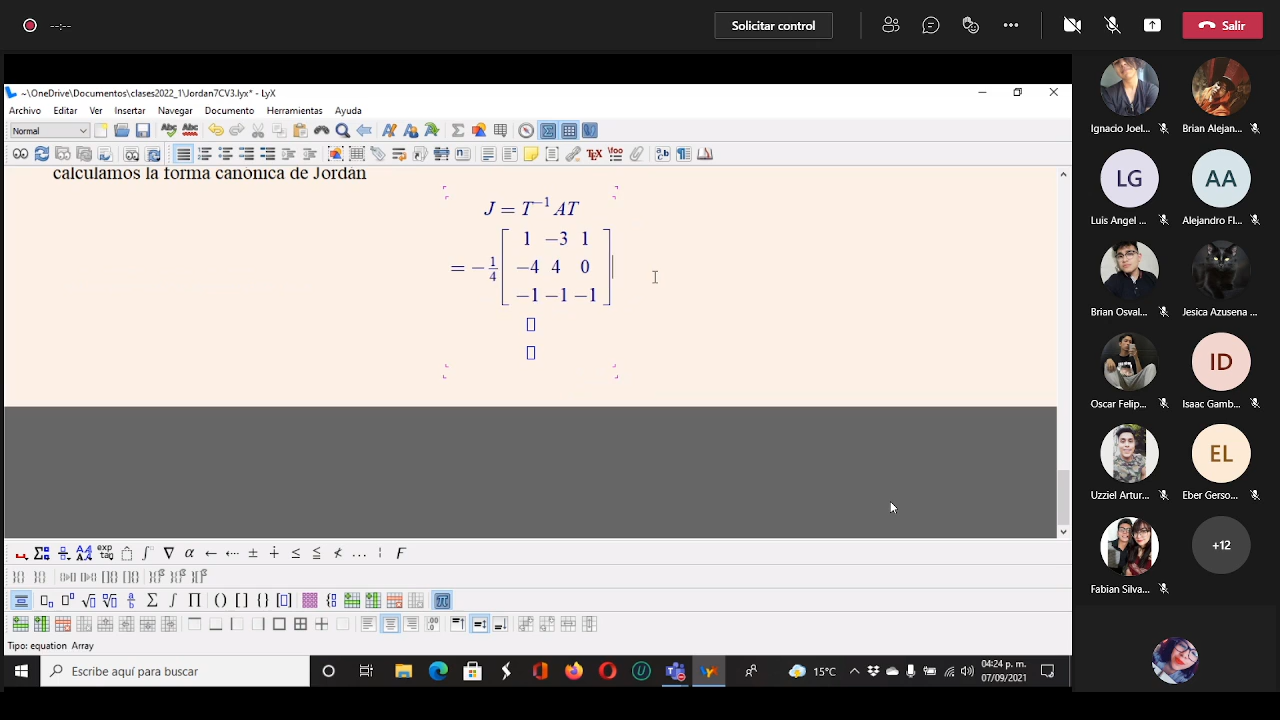 --:--
Solicitar control
Salir
~\OneDrive\Documentos\clases2022_1\Jordan7CV3.lyx* - LyX
Archivo Editar Ver Insertar Navegar Documento Herramientas Ayuda
Normal
calculamos la forma canónica de Jordán
J = T⁻¹ AT
= −1/4 [ 1 −3 1
−4 4 0
−1 −1 −1 ]
Ignacio Joel...
Brian Alejan...
LG
AA
Luis Angel ...
Alejandro Fl...
Brian Osval...
Jesica Azusena ...
ID
Oscar Felip...
Isaac Gamb...
EL
Uzziel Artur...
Eber Gerso...
+12
Fabian Silva...
Tipo: equation Array
Escribe aquí para buscar
15°C
04:24 p. m.
07/09/2021